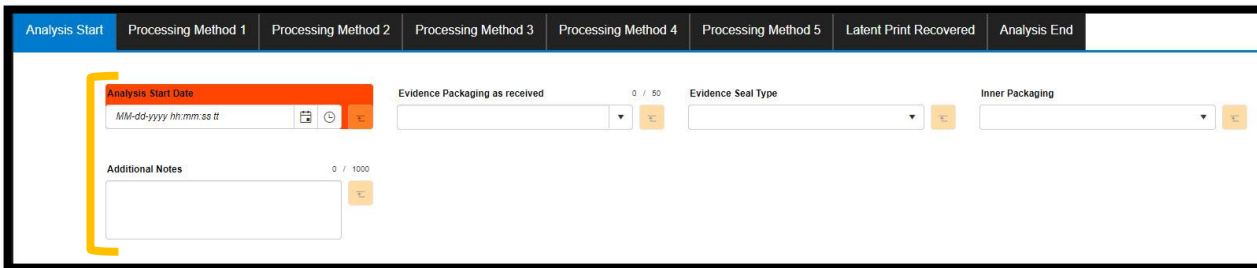 Analysis Start Processing Method 1 Processing Method 2 Processing Method 3 Processing Method 4 Processing Method 5 Latent Print Recovered Analysis End
Analysis Start Date Evidence Packaging as received 0 / 50 Evidence Seal Type Inner Packaging
MM-dd-yyyy hh:mm:ss tt
Additional Notes 0 / 1000